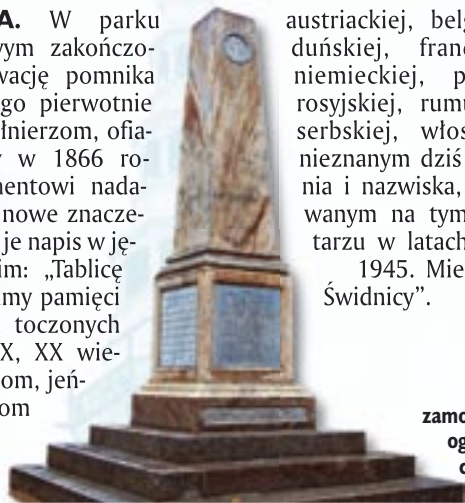 A. W parku
wym zakończo-
wację pomnika
go pierwotnie
łnierzom, ofia-
w 1866 ro-
mentowi nada-
nowe znacze-
je napis w ję-
im: „Tablicę
my pamięci
toczonych
X, XX wie-
om, jeń-
om
austriackiej, belg
duńskiej, franc
niemieckiej, p
rosyjskiej, rumu
serbskiej, włos
nieznanym dziś
nia i nazwiska,
wanym na tym
tarzu w latach
1945. Mie
Świdnicy”.
zamo
og